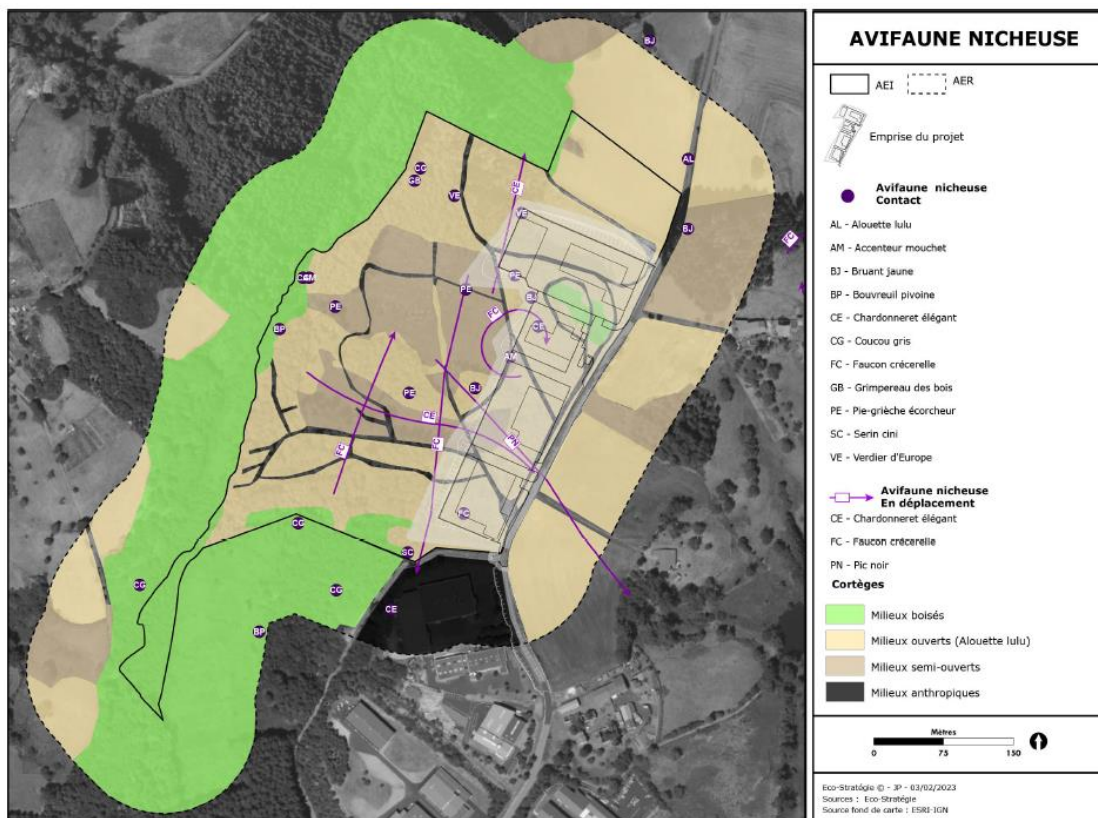 AVIFAUNE NICHEUSE
AEI
AER
Emprise du projet
Avifaune nicheuse
Contact
AL - Alouette lulu
AM - Accenteur mouchet
BJ - Bruant jaune
BP - Bouvreuil pivoine
CE - Chardonneret élégant
CG - Coucou gris
FC - Faucon crécerelle
GB - Grimpereau des bois
PE - Pie-grièche écorcheur
SC - Serin cini
VE - Verdier d'Europe
Avifaune nicheuse
En déplacement
CE - Chardonneret élégant
FC - Faucon crécerelle
PN - Pic noir
Cortèges
Milieux boisés
Milieux ouverts (Alouette lulu)
Milieux semi-ouverts
Milieux anthropiques
Mètres
0 75 150
Eco-Stratégie © - JP - 03/02/2023
Sources : Eco-Stratégie
Source fond de carte : ESRI-IGN
BJ
AL
CG
GB
CE
VE
VE
BJ
FC
PE
PE
BJ
PE
BP
FC
CE
AM
PE
BJ
CE
FC
FC
PN
FC
CG
SC
CG
CG
CE
BP